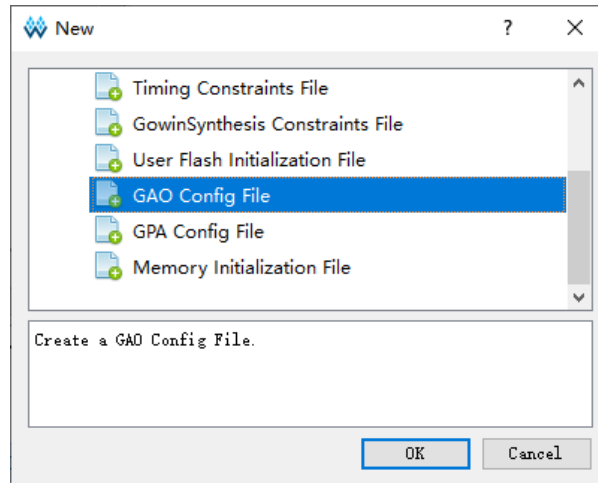 New
?
Timing Constraints File
GowinSynthesis Constraints File
User Flash Initialization File
GAO Config File
GPA Config File
Memory Initialization File
Create a GAO Config File.
OK
Cancel